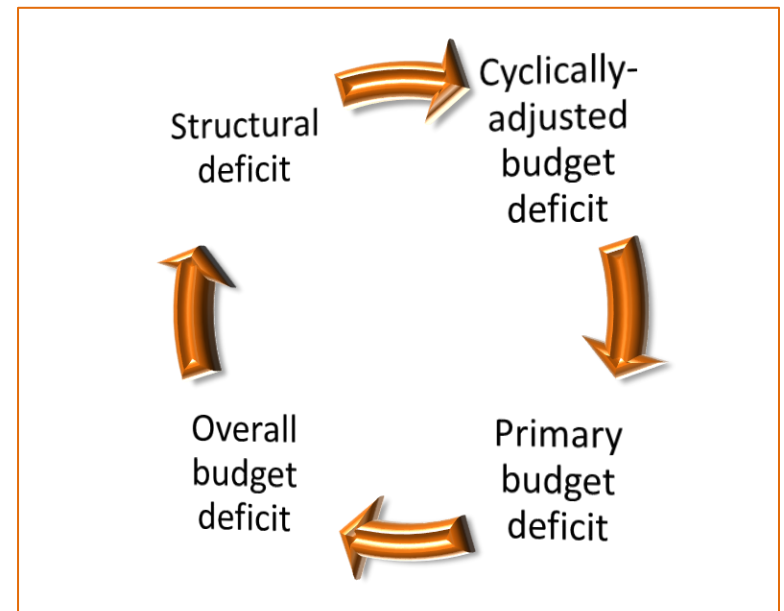 Structural
deficit
Cyclically-
adjusted
budget
deficit
Primary
budget
deficit
Overall
budget
deficit